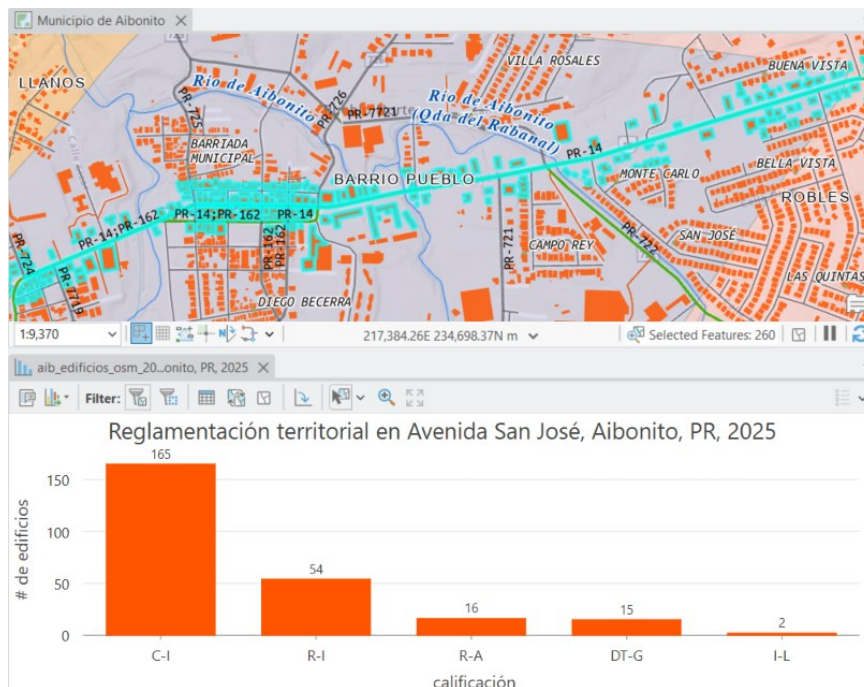 Municipio de Aibonito
LLANOS
VILLA ROSALES
BUENA VISTA
Río de Aibonito
PR-726
PR-7721
Río de Aibonito
(Qda del Rabanal)
PR-725
BARRIADA
MUNICIPAL
PR-14
BARRIO PUEBLO
MONTE CARLO
BELLA VISTA
ROBLES
PR-14;PR-162
PR-14;PR-162
PR-14
PR-162
PR-162
PR-721
CAMPO REY
PR-722
SAN JOSÉ
PR-724
PR-7719
DIEGO BECERRA
LAS QUINTAS
1:9,370
217,384.26E 234,698.37N m
Selected Features: 260
aib_edificios_osm_20...onito, PR, 2025
Filter:
Reglamentación territorial en Avenida San José, Aibonito, PR, 2025
# de edificios
150
100
50
0
165
54
16
15
2
C-I
R-I
R-A
DT-G
I-L
calificación